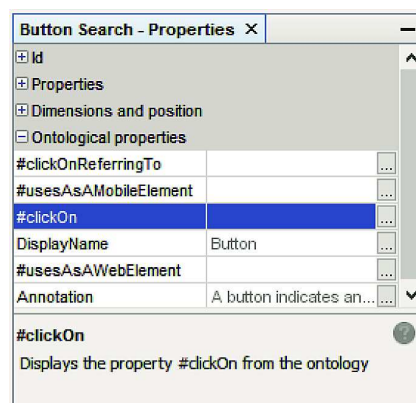 Button Search - Properties ×
Id
Properties
Dimensions and position
Ontological properties
#clickOnReferringTo ...
#usesAsAMobileElement ...
#clickOn ...
DisplayName Button ...
#usesAsAWebElement ...
Annotation A button indicates an... ...
#clickOn ?
Displays the property #clickOn from the ontology